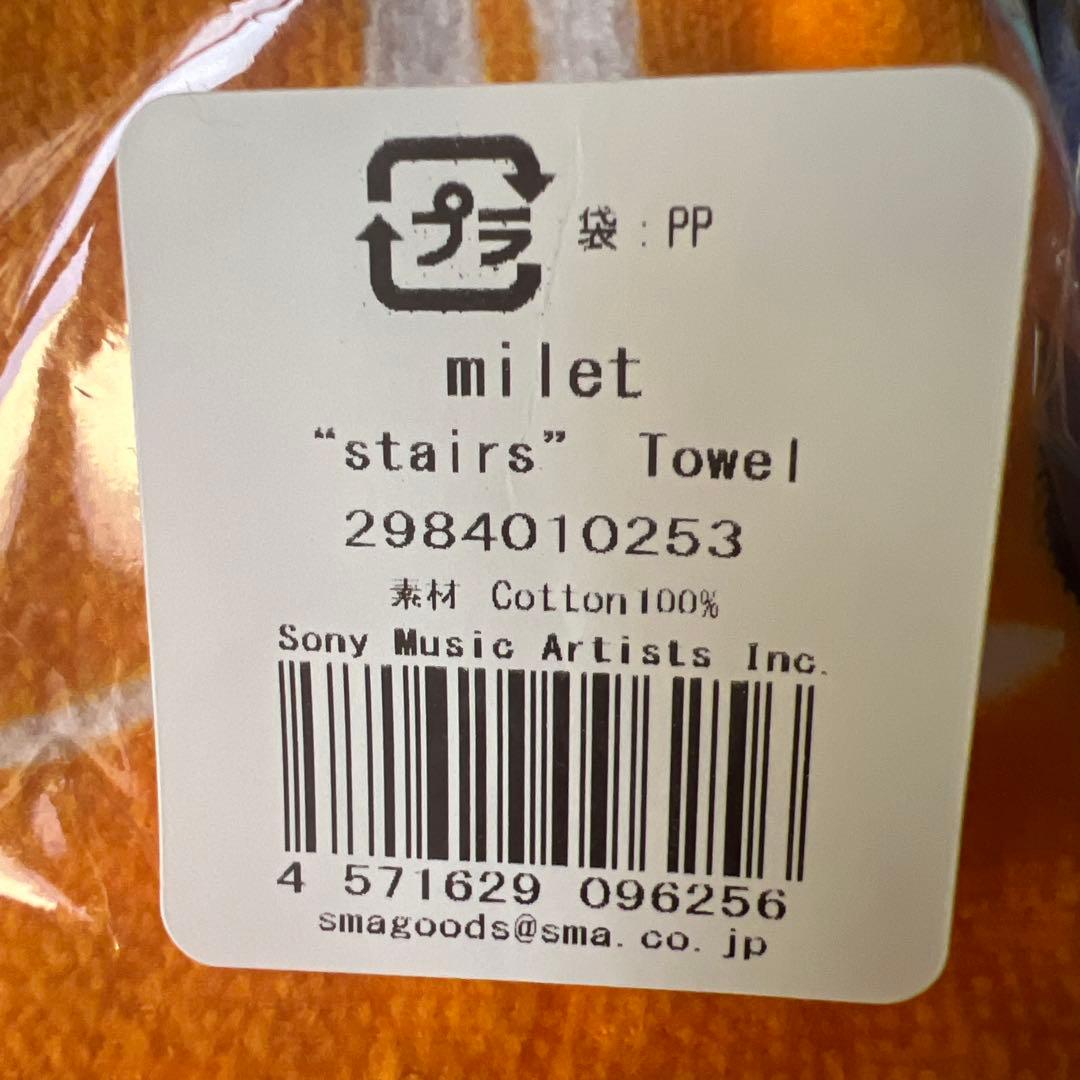 プラ 袋：PP
milet
“stairs” Towel
2984010253
素材 Cotton100%
Sony Music Artists Inc.
4 571629 096256
smagoods@sma.co.jp